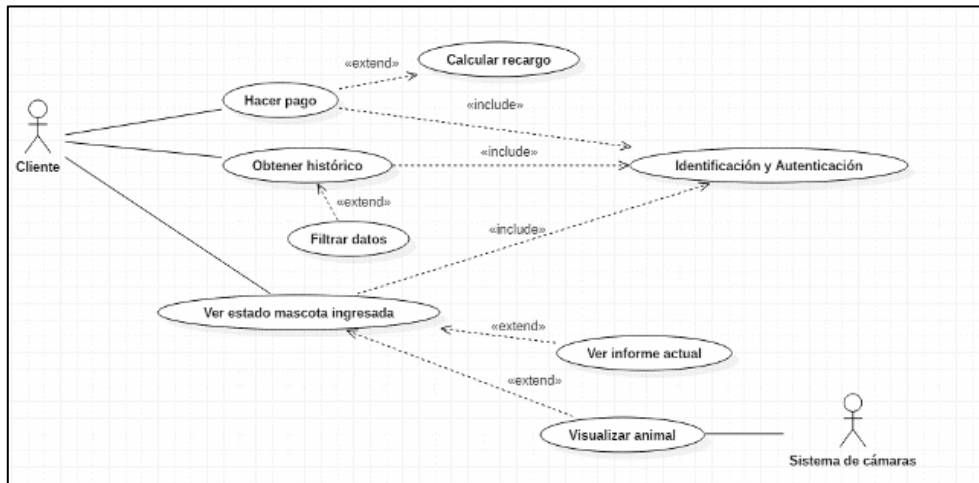 Calcular recargo
«extend»
Hacer pago
«include»
Cliente
Obtener histórico
«include»
Identificación y Autenticación
«extend»
Filtrar datos
«include»
Ver estado mascota ingresada
«extend»
Ver informe actual
«extend»
Visualizar animal
Sistema de cámaras